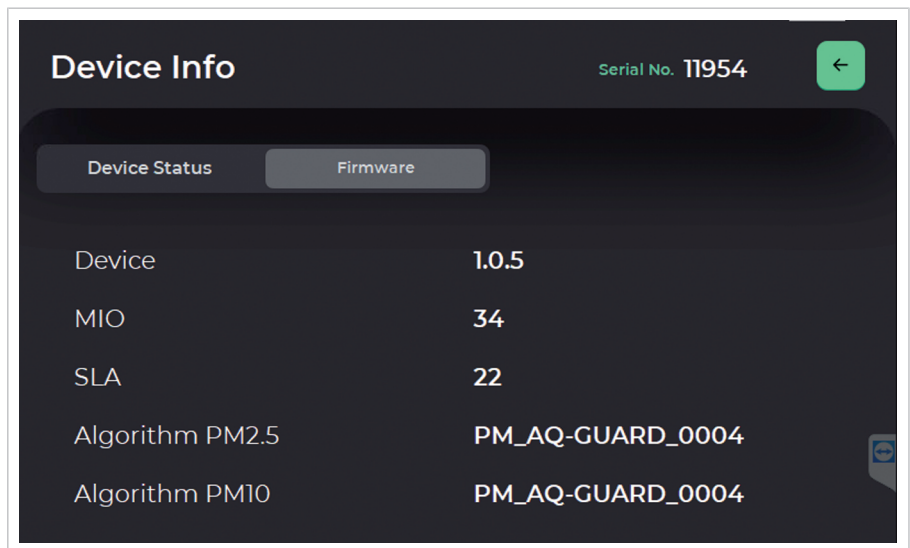 Device Info
Serial No. 11954
Device Status Firmware
Device 1.0.5
MIO 34
SLA 22
Algorithm PM2.5 PM_AQ-GUARD_0004
Algorithm PM10 PM_AQ-GUARD_0004